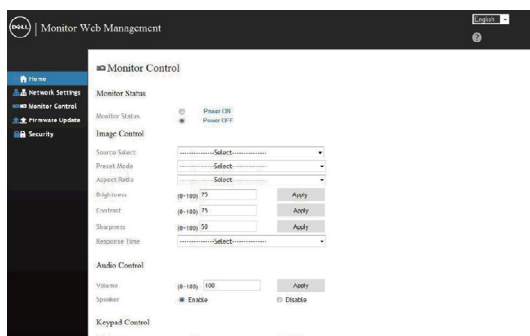 DELL | Monitor Web Management
English
Home
Network Settings
Monitor Control
Firmware Update
Security
Monitor Control
Monitor Status
Monitor Status
Power ON
Power OFF
Image Control
Source Select ---------------Select---------------
Preset Mode ---------------Select---------------
Aspect Ratio ---------------Select---------------
Brightness (0~100) 75 Apply
Contrast (0~100) 75 Apply
Sharpness (0~100) 50 Apply
Response Time ---------------Select---------------
Audio Control
Volume (0~100) 100 Apply
Speaker Enable Disable
Keypad Control